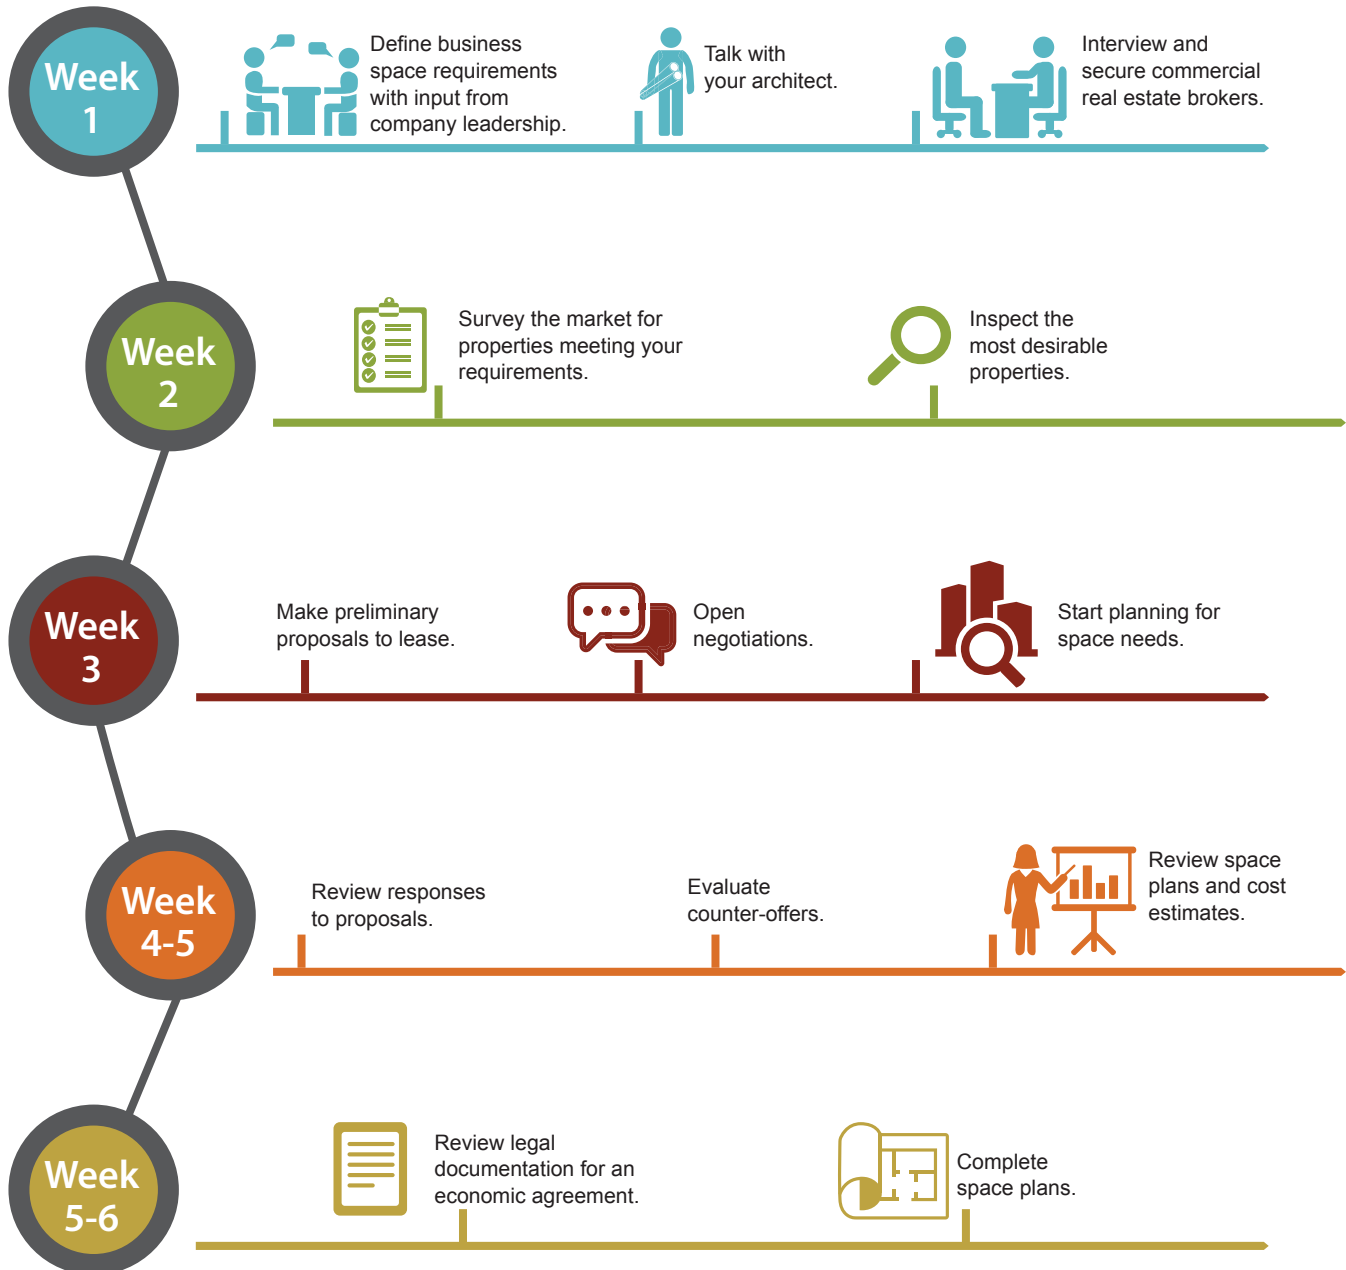 Week
1
Define business
space requirements
with input from
company leadership.
Talk with
your architect.
Interview and
secure commercial
real estate brokers.
Week
2
Survey the market for
properties meeting your
requirements.
Inspect the
most desirable
properties.
Week
3
Make preliminary
proposals to lease.
Open
negotiations.
Start planning for
space needs.
Week
4-5
Review responses
to proposals.
Evaluate
counter-offers.
Review space
plans and cost
estimates.
Week
5-6
Review legal
documentation for an
economic agreement.
Complete
space plans.